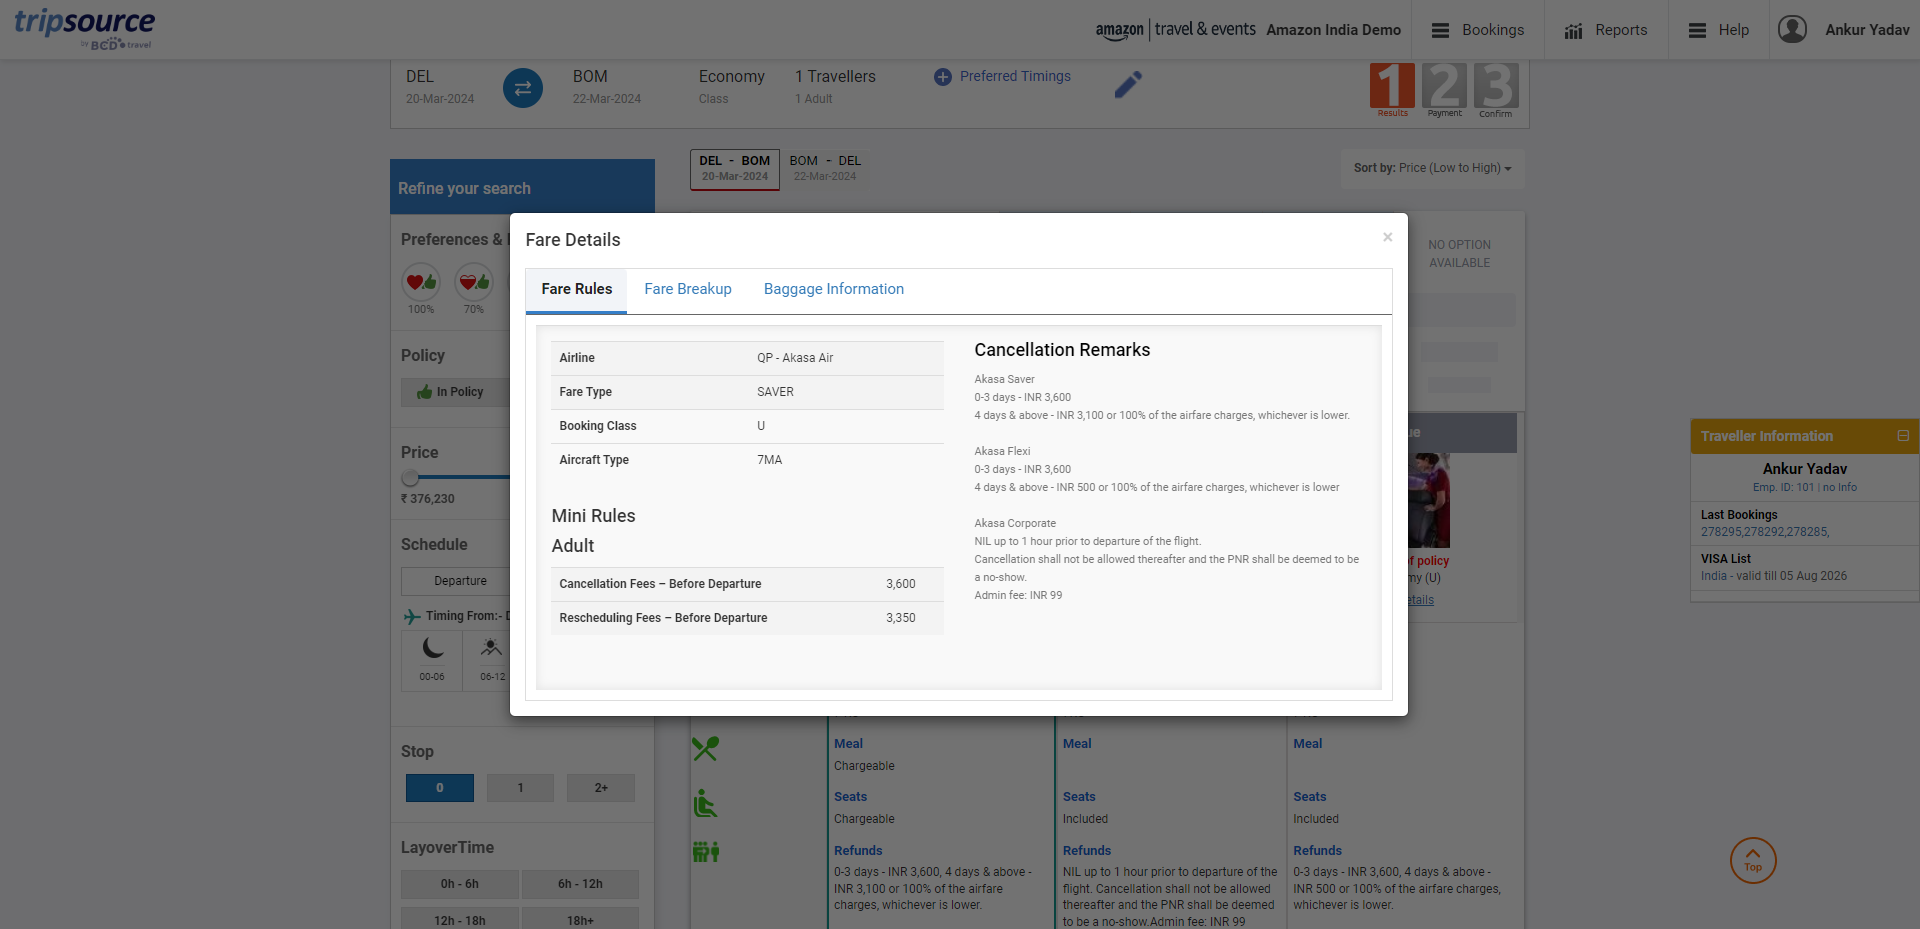 tripsource
by BCD travel
amazon travel & events
Amazon India Demo
Bookings
Reports
Help
Ankur Yadav
DEL
BOM
Economy
1 Travellers
Preferred Timings
20-Mar-2024
22-Mar-2024
Class
1 Adult
1 2 3
Results
Payment
Confirm
DEL - BOM
20-Mar-2024
BOM - DEL
22-Mar-2024
Sort by: Price (Low to High)
Refine your search
Preferences &
100%
70%
Policy
In Policy
Price
₹ 376,230
Schedule
Departure
Timing From:-
00-06
06-12
Stop
0
1
2+
LayoverTime
0h - 6h
6h - 12h
12h - 18h
18h+
Fare Details
×
Fare Rules
Fare Breakup
Baggage Information
Airline QP - Akasa Air
Fare Type SAVER
Booking Class U
Aircraft Type 7MA
Mini Rules
Adult
Cancellation Fees – Before Departure 3,600
Rescheduling Fees – Before Departure 3,350
Cancellation Remarks
Akasa Saver
0-3 days - INR 3,600
4 days & above - INR 3,100 or 100% of the airfare charges, whichever is lower.
Akasa Flexi
0-3 days - INR 3,600
4 days & above - INR 500 or 100% of the airfare charges, whichever is lower
Akasa Corporate
NIL up to 1 hour prior to departure of the flight.
Cancellation shall not be allowed thereafter and the PNR shall be deemed to be
a no-show.
Admin fee: INR 99
NO OPTION
AVAILABLE
of policy
(U)
Meal
Chargeable
Seats
Chargeable
Refunds
0-3 days - INR 3,600, 4 days & above -
INR 3,100 or 100% of the airfare
charges, whichever is lower.
Meal
Seats
Included
Refunds
NIL up to 1 hour prior to departure of the
flight. Cancellation shall not be allowed
thereafter and the PNR shall be deemed
to be a no-show.Admin fee: INR 99
Meal
Seats
Included
Refunds
0-3 days - INR 3,600, 4 days & above -
INR 500 or 100% of the airfare charges,
whichever is lower.
Traveller Information
Ankur Yadav
Emp. ID: 101 | no Info
Last Bookings
278295,278292,278285,
VISA List
India - valid till 05 Aug 2026
Top